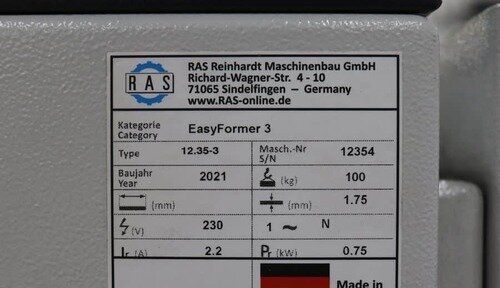 RAS
RAS Reinhardt Maschinenbau GmbH
Richard-Wagner-Str. 4 - 10
71065 Sindelfingen – Germany
www.RAS-online.de
Kategorie
Category
EasyFormer 3
Type
12.35-3
Masch.-Nr
S/N
12354
Baujahr
Year
2021
(kg)
100
(mm)
(mm)
1.75
(V)
230
1 ~ N
Ir (A)
2.2
Pr (kW)
0.75
Made in